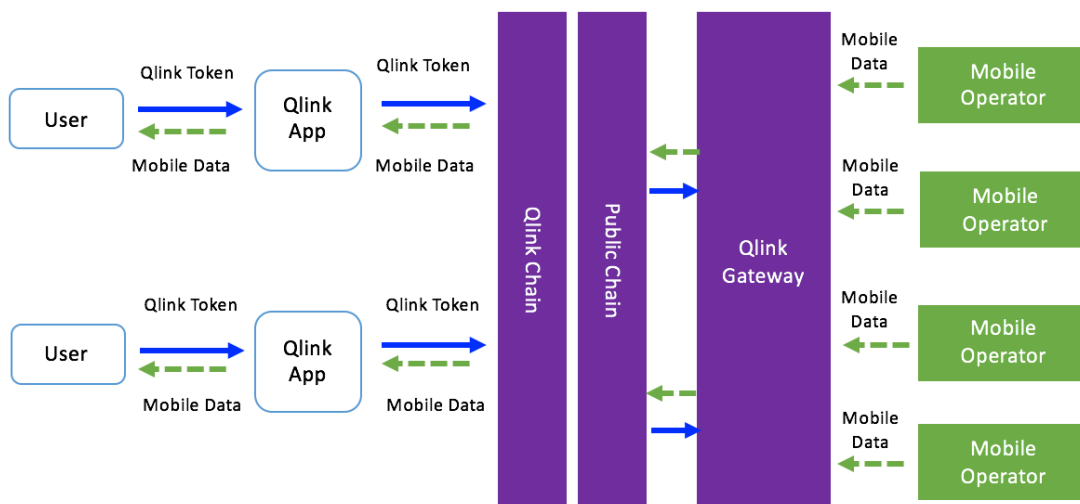 Qlink Token
Qlink Token
User
Qlink
App
Mobile Data
Mobile Data
Qlink Token
Qlink Token
User
Qlink
App
Mobile Data
Mobile Data
Qlink Chain
Public Chain
Qlink
Gateway
Mobile
Data
Mobile
Operator
Mobile
Data
Mobile
Operator
Mobile
Data
Mobile
Operator
Mobile
Data
Mobile
Operator